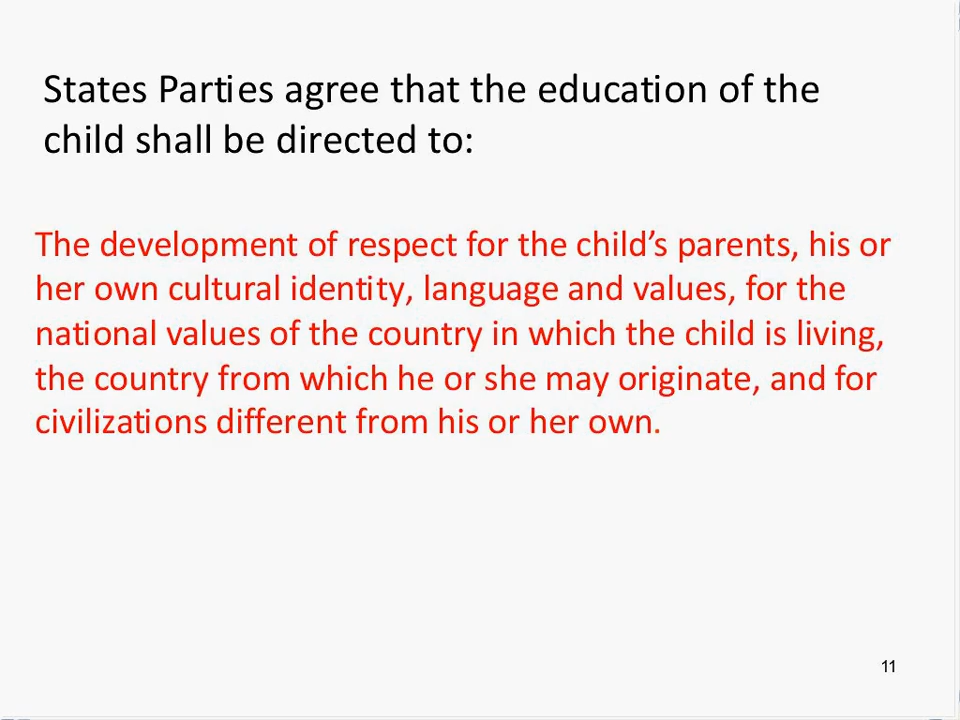 States Parties agree that the education of the
child shall be directed to:
The development of respect for the child’s parents, his or
her own cultural identity, language and values, for the
national values of the country in which the child is living,
the country from which he or she may originate, and for
civilizations different from his or her own.
11